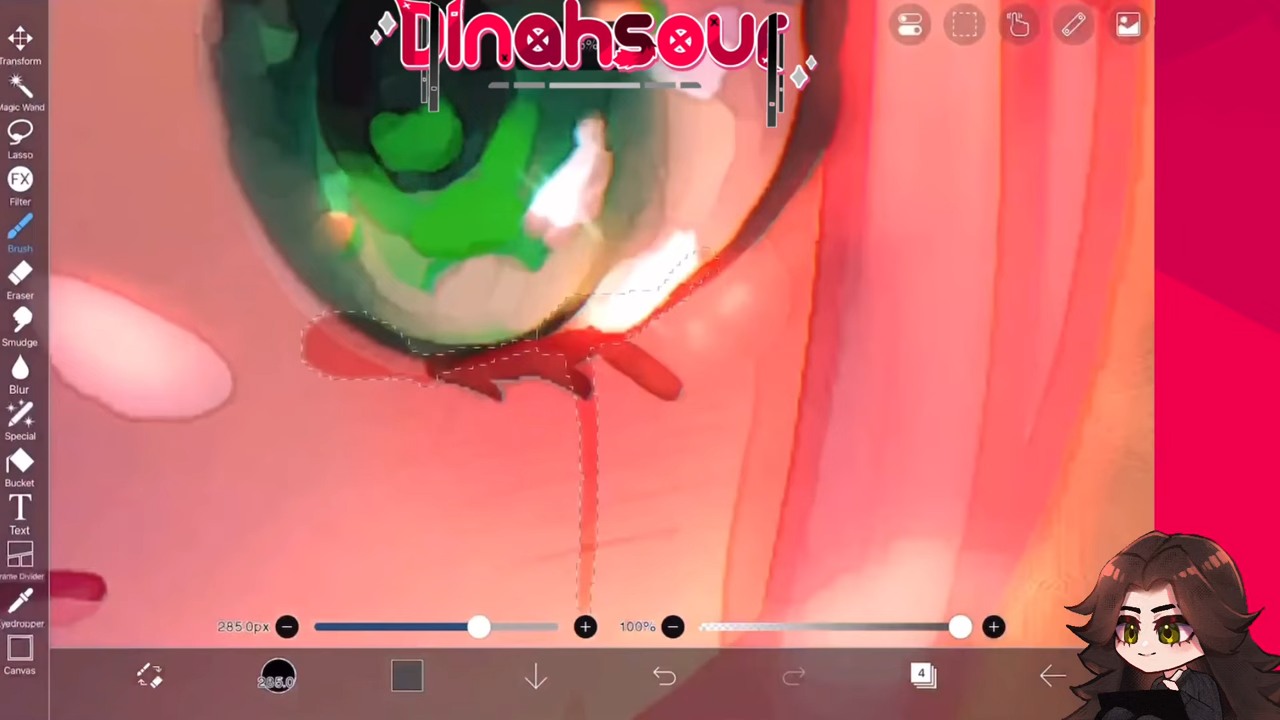 Dinahsour
Transform
Magic Wand
Lasso
FX
Filter
Brush
Eraser
Smudge
Blur
Special
Bucket
T
Text
rame Divider
Eyedropper
Canvas
285.0px
100%
285.0
4